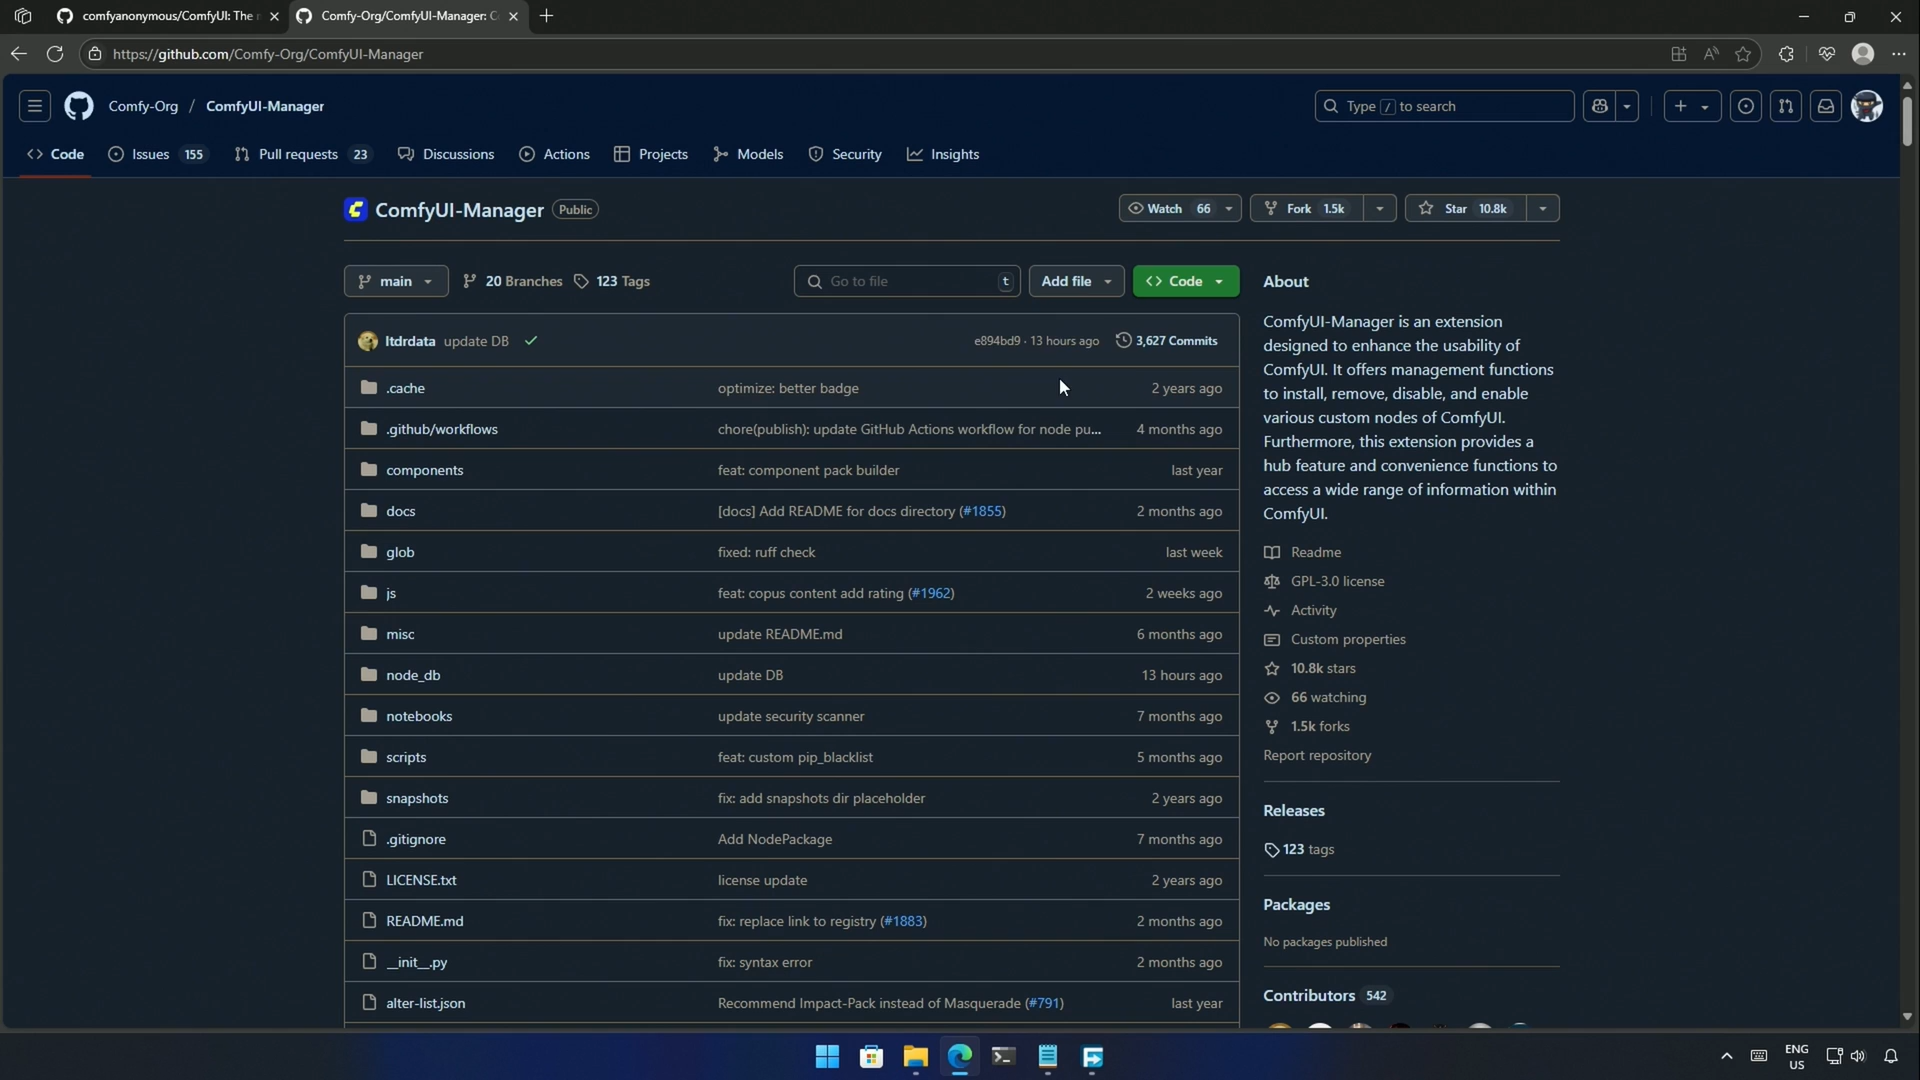 comfyanonymous/ComfyUI: The
Comfy-Org/ComfyUI-Manager:
https://github.com/Comfy-Org/ComfyUI-Manager
Comfy-Org / ComfyUI-Manager
Type / to search
Code
Issues 155
Pull requests 23
Discussions
Actions
Projects
Models
Security
Insights
ComfyUI-Manager Public
Watch 66
Fork 1.5k
Star 10.8k
main
20 Branches
123 Tags
Go to file t
Add file
Code
ltdrdata update DB
e894bd9 · 13 hours ago
3,627 Commits
.cache optimize: better badge 2 years ago
.github/workflows chore(publish): update GitHub Actions workflow for node pu... 4 months ago
components feat: component pack builder last year
docs [docs] Add README for docs directory (#1855) 2 months ago
glob fixed: ruff check last week
js feat: copus content add rating (#1962) 2 weeks ago
misc update README.md 6 months ago
node_db update DB 13 hours ago
notebooks update security scanner 7 months ago
scripts feat: custom pip_blacklist 5 months ago
snapshots fix: add snapshots dir placeholder 2 years ago
.gitignore Add NodePackage 7 months ago
LICENSE.txt license update 2 years ago
README.md fix: replace link to registry (#1883) 2 months ago
__init__.py fix: syntax error 2 months ago
alter-list.json Recommend Impact-Pack instead of Masquerade (#791) last year
About
ComfyUI-Manager is an extension
designed to enhance the usability of
ComfyUI. It offers management functions
to install, remove, disable, and enable
various custom nodes of ComfyUI.
Furthermore, this extension provides a
hub feature and convenience functions to
access a wide range of information within
ComfyUI.
Readme
GPL-3.0 license
Activity
Custom properties
10.8k stars
66 watching
1.5k forks
Report repository
Releases
123 tags
Packages
No packages published
Contributors 542
ENG
US